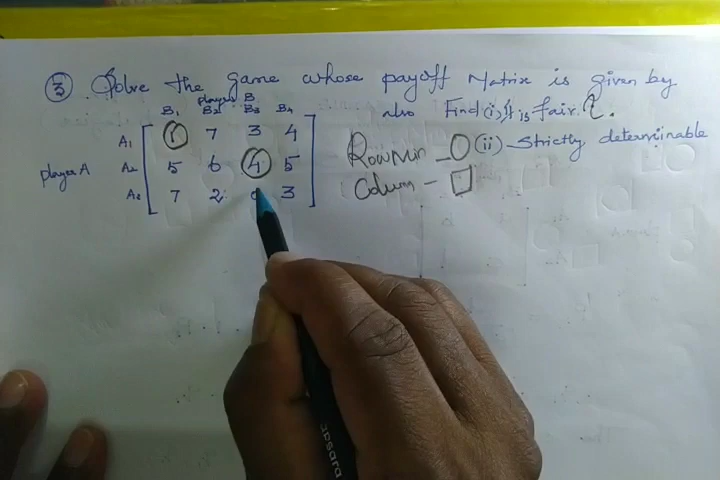 ③ Solve the game whose payoff Matrix is given by
also Find (i) is fair.
player B
B₁ B₂ B₃ B₄
A₁ 1 7 3 4 Row Min - ○ (ii) Strictly determinable
player A A₂ 5 6 4 5 Column - □
A₃ 7 2 3
apsara